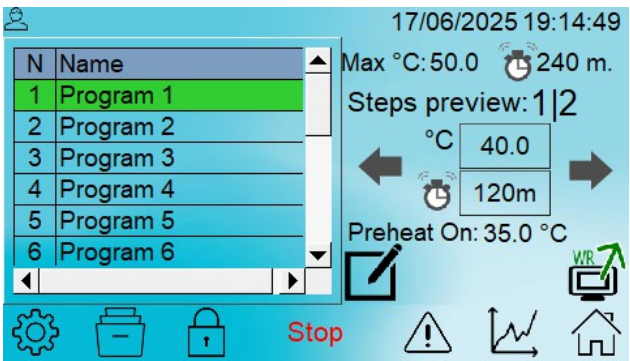 17/06/2025 19:14:49
N Name
1 Program 1
2 Program 2
3 Program 3
4 Program 4
5 Program 5
6 Program 6
Max °C: 50.0 240 m.
Steps preview: 1|2
°C 40.0
120m
Preheat On: 35.0 °C
WR
Stop